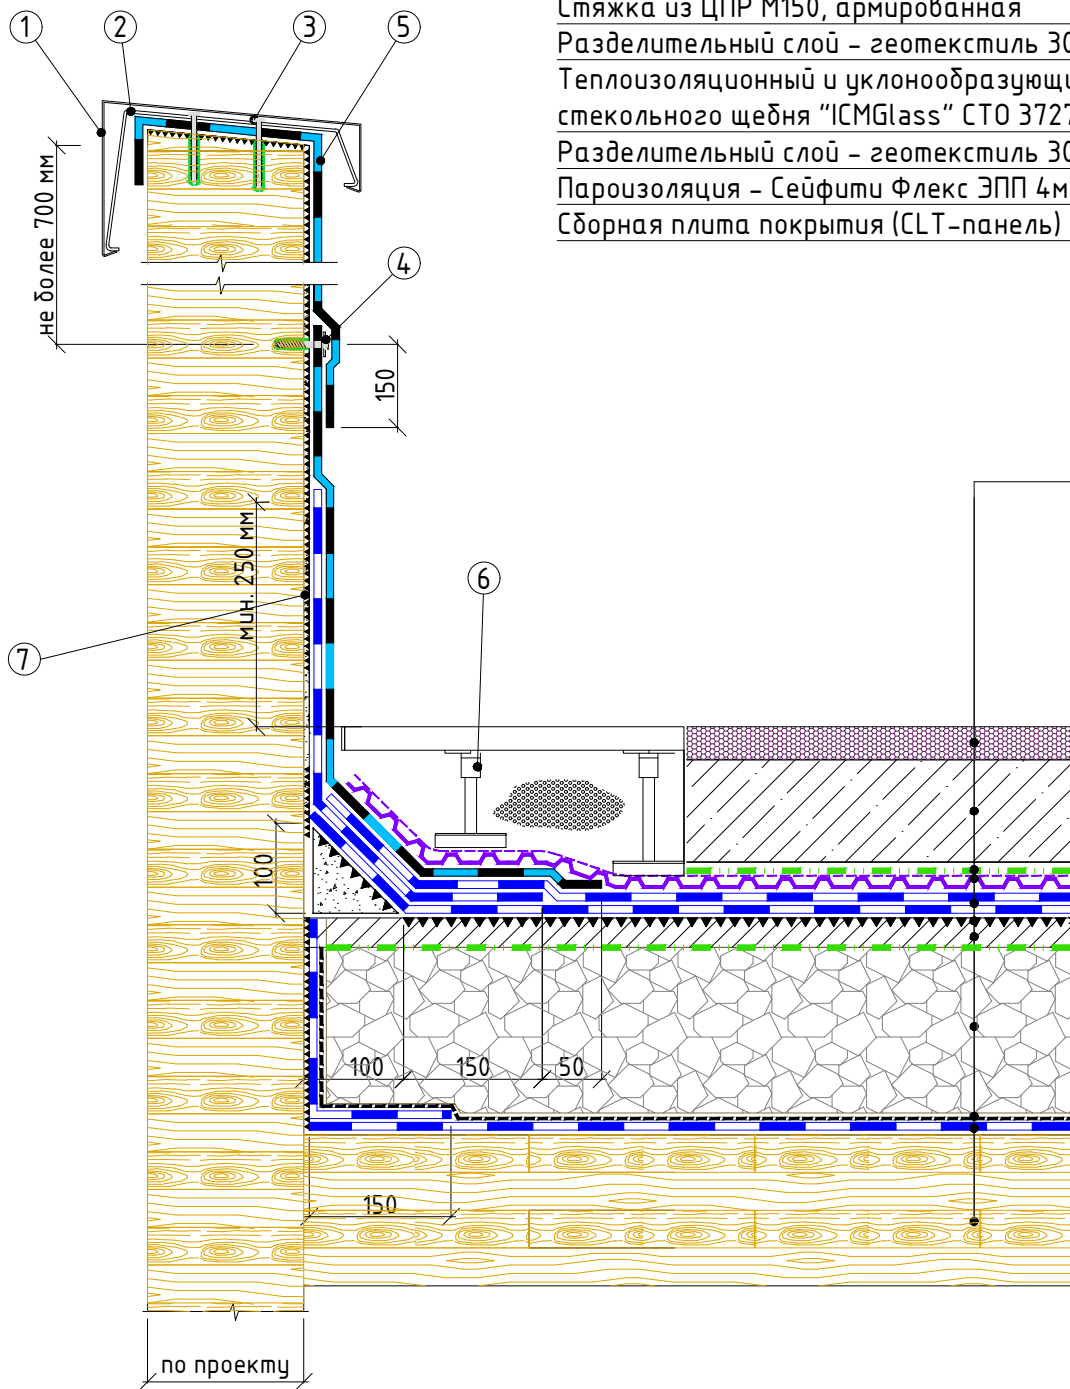 Стяжка из ЦПР М150, армированная
Разделительный слой – геотекстиль 30
Теплоизоляционный и уклонообразующи
стекольного щебня "ICMGlass" СТО 3727
Разделительный слой – геотекстиль 30
Пароизоляция – Сейфити Флекс ЭПП 4м
Сборная плита покрытия (CLT-панель)
1
2
3
5
не более 700 мм
4
150
мин. 250 мм
6
7
100
100
150
50
150
по проекту